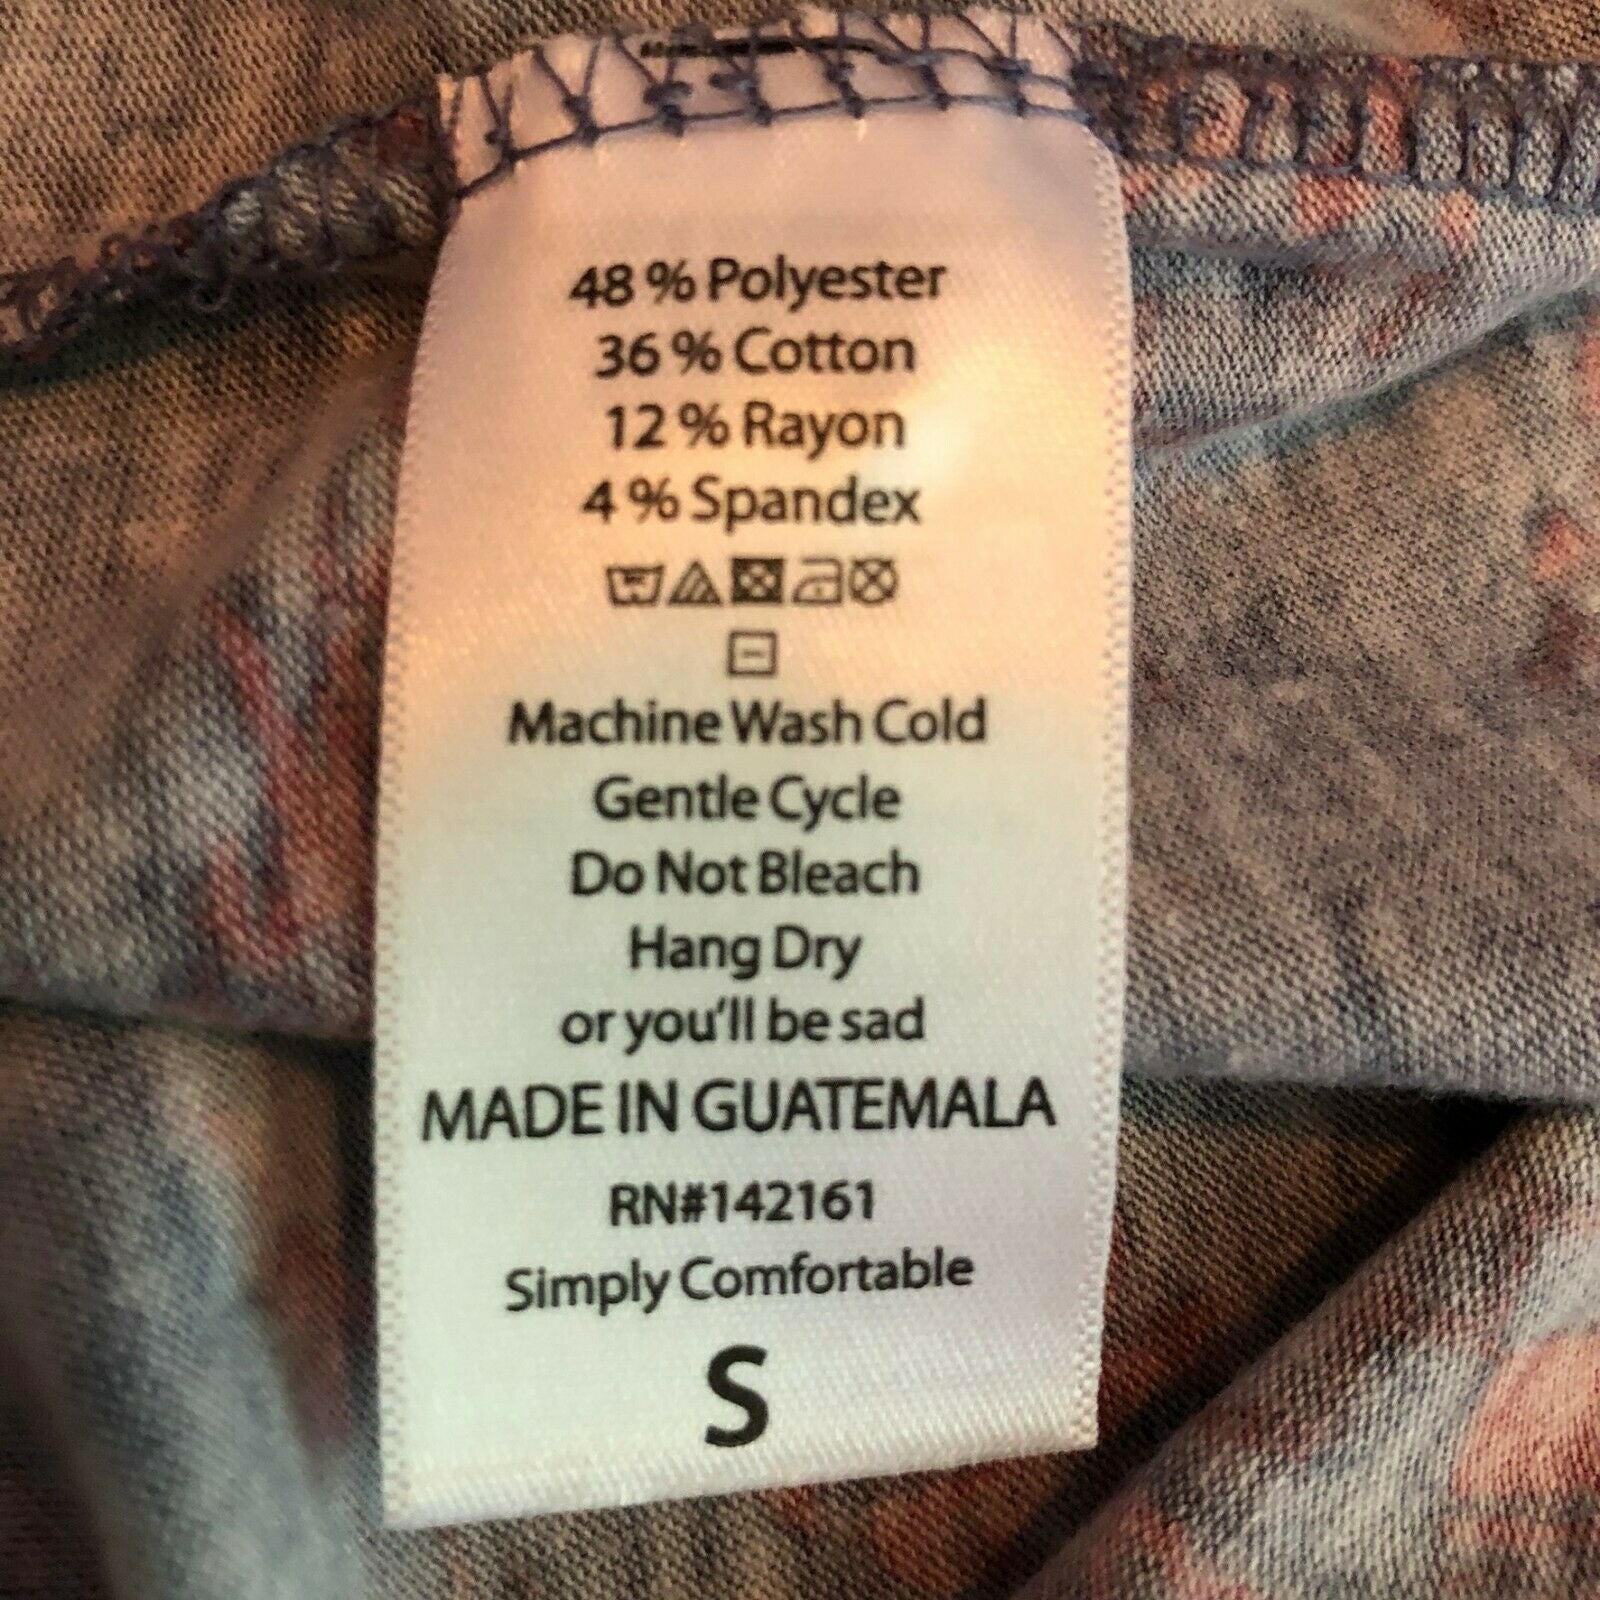 48 % Polyester
36 % Cotton
12 % Rayon
4 % Spandex
Machine Wash Cold
Gentle Cycle
Do Not Bleach
Hang Dry
or you'll be sad
MADE IN GUATEMALA
RN#142161
Simply Comfortable
S